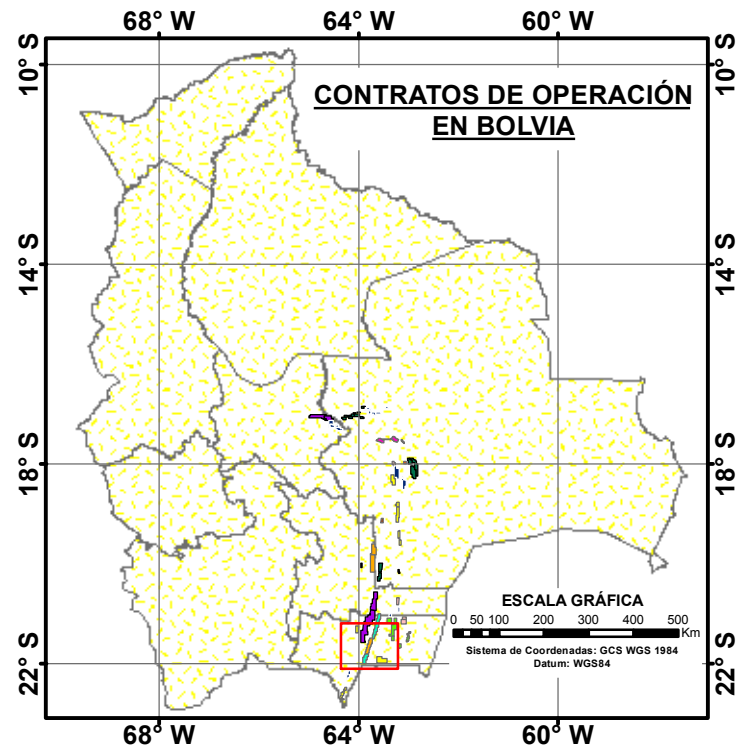 68° W 64° W 60° W
10° S 10° S
CONTRATOS DE OPERACIÓN
EN BOLVIA
14° S 14° S
18° S 18° S
ESCALA GRÁFICA
0 50 100 200 300 400 500
Km
Sistema de Coordenadas: GCS WGS 1984
Datum: WGS84
22° S 22° S
68° W 64° W 60° W